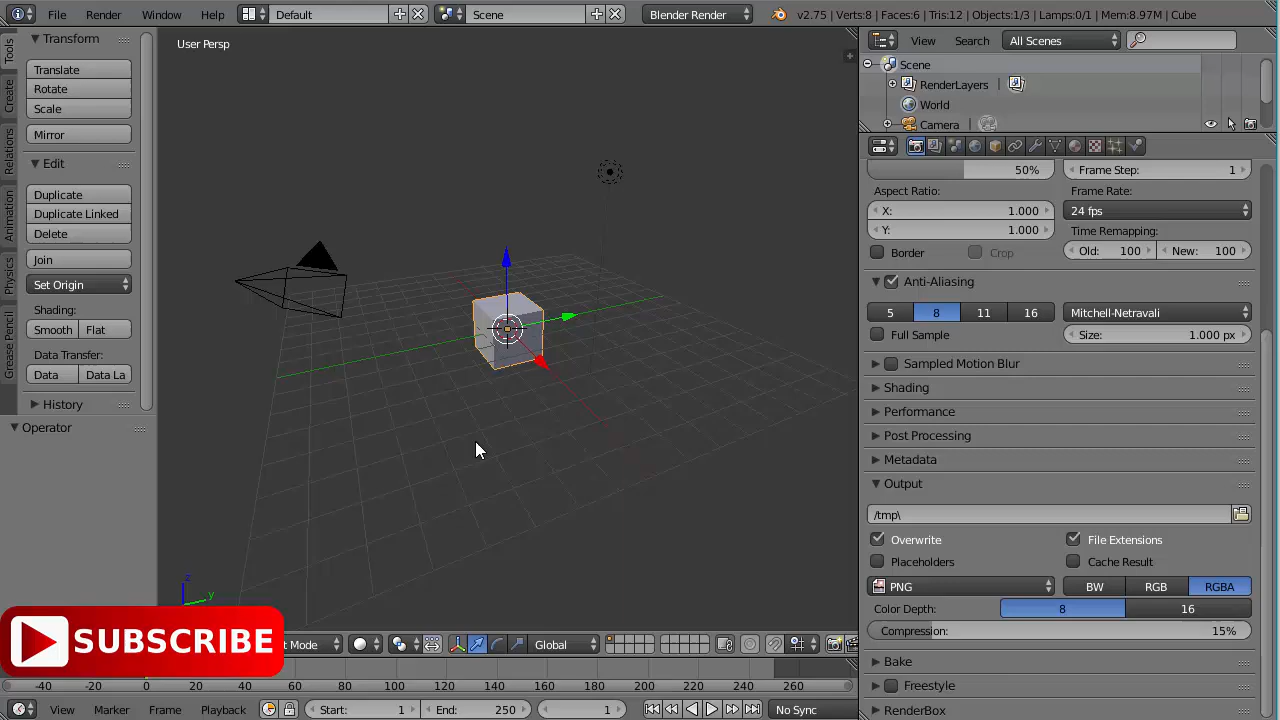 File Render Window Help Default Scene Blender Render v2.75 | Verts:8 | Faces:6 | Tris:12 | Objects:1/3 | Lamps:0/1 | Mem:8.97M | Cube
Tools
Create
Relations
Animation
Physics
Grease Pencil
Transform
Translate
Rotate
Scale
Mirror
Edit
Duplicate
Duplicate Linked
Delete
Join
Set Origin
Shading:
Smooth Flat
Data Transfer:
Data Data La
History
Operator
User Persp
z
y
SUBSCRIBE
t Mode Global
-40 -20 0 20 40 60 80 100 120 140 160 180 200 220 240 260
View Marker Frame Playback Start: 1 End: 250 1 No Sync
View Search All Scenes
Scene
RenderLayers |
World
Camera |
50% Frame Step: 1
Aspect Ratio: Frame Rate:
X: 1.000 24 fps
Y: 1.000 Time Remapping:
Border Crop Old: 100 New: 100
Anti-Aliasing
5 8 11 16 Mitchell-Netravali
Full Sample Size: 1.000 px
Sampled Motion Blur
Shading
Performance
Post Processing
Metadata
Output
/tmp\
Overwrite File Extensions
Placeholders Cache Result
PNG BW RGB RGBA
Color Depth: 8 16
Compression: 15%
Bake
Freestyle
RenderBox